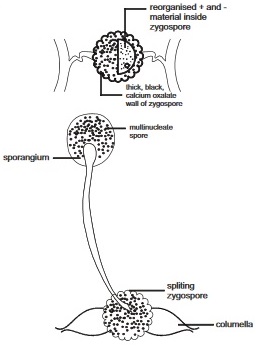 reorganised + and -
material inside
zygospore
thick, black,
calcium oxalate
wall of zygospore
multinucleate
spore
sporangium
spliting
zygospore
columella